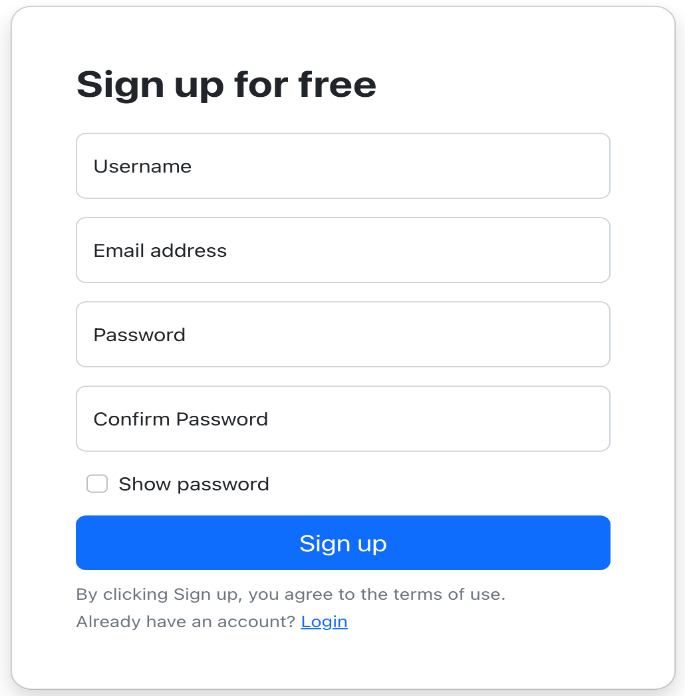 Sign up for free
Username
Email address
Password
Confirm Password
Show password
Sign up
By clicking Sign up, you agree to the terms of use.
Already have an account? Login